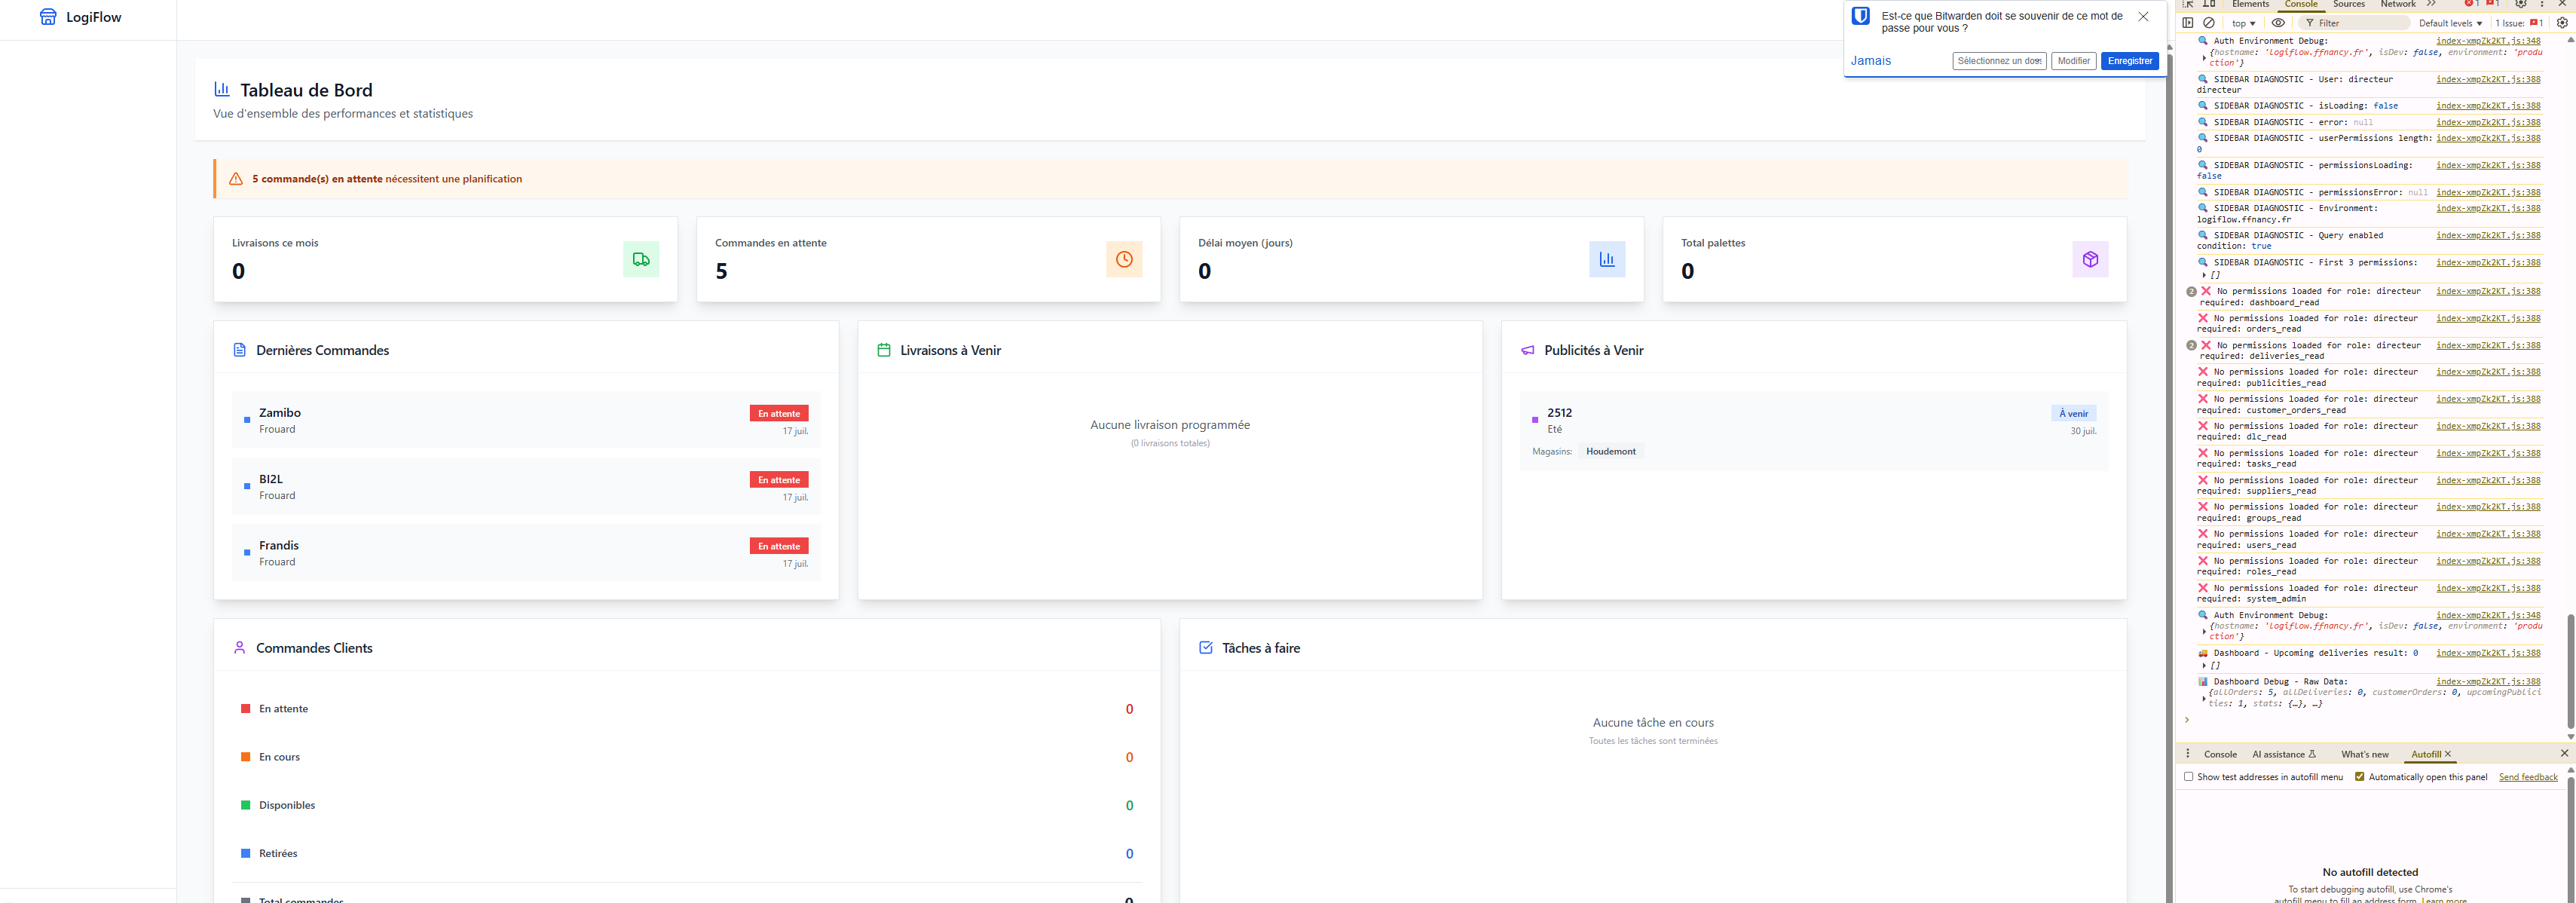 LogiFlow
Tableau de Bord
Vue d'ensemble des performances et statistiques
5 commande(s) en attente nécessitent une planification
Livraisons ce mois
0
Commandes en attente
5
Délai moyen (jours)
0
Total palettes
0
Dernières Commandes
Zamibo
Frouard
En attente
17 juil.
BI2L
Frouard
En attente
17 juil.
Frandis
Frouard
En attente
17 juil.
Livraisons à Venir
Aucune livraison programmée
(0 livraisons totales)
Publicités à Venir
2512
Eté
À venir
30 juil.
Magasins: Houdemont
Commandes Clients
En attente 0
En cours 0
Disponibles 0
Retirées 0
Total commandes 0
Tâches à faire
Aucune tâche en cours
Toutes les tâches sont terminées
Est-ce que Bitwarden doit se souvenir de ce mot de
passe pour vous ?
Jamais
Sélectionnez un dos
Modifier
Enregistrer
Elements Console Sources Network 1 1
top Filter Default levels 1 Issue: 1
Auth Environment Debug: index-xmpZk2KT.js:348
{hostname: 'logiflow.ffnancy.fr', isDev: false, environment: 'produ
ction'}
SIDEBAR DIAGNOSTIC - User: directeur index-xmpZk2KT.js:388
directeur
SIDEBAR DIAGNOSTIC - isLoading: false index-xmpZk2KT.js:388
SIDEBAR DIAGNOSTIC - error: null index-xmpZk2KT.js:388
SIDEBAR DIAGNOSTIC - userPermissions length: index-xmpZk2KT.js:388
0
SIDEBAR DIAGNOSTIC - permissionsLoading: index-xmpZk2KT.js:388
false
SIDEBAR DIAGNOSTIC - permissionsError: null index-xmpZk2KT.js:388
SIDEBAR DIAGNOSTIC - Environment: index-xmpZk2KT.js:388
logiflow.ffnancy.fr
SIDEBAR DIAGNOSTIC - Query enabled index-xmpZk2KT.js:388
condition: true
SIDEBAR DIAGNOSTIC - First 3 permissions: index-xmpZk2KT.js:388
[]
2 No permissions loaded for role: directeur index-xmpZk2KT.js:388
required: dashboard_read
No permissions loaded for role: directeur index-xmpZk2KT.js:388
required: orders_read
2 No permissions loaded for role: directeur index-xmpZk2KT.js:388
required: deliveries_read
No permissions loaded for role: directeur index-xmpZk2KT.js:388
required: publicities_read
No permissions loaded for role: directeur index-xmpZk2KT.js:388
required: customer_orders_read
No permissions loaded for role: directeur index-xmpZk2KT.js:388
required: dlc_read
No permissions loaded for role: directeur index-xmpZk2KT.js:388
required: tasks_read
No permissions loaded for role: directeur index-xmpZk2KT.js:388
required: suppliers_read
No permissions loaded for role: directeur index-xmpZk2KT.js:388
required: groups_read
No permissions loaded for role: directeur index-xmpZk2KT.js:388
required: users_read
No permissions loaded for role: directeur index-xmpZk2KT.js:388
required: roles_read
No permissions loaded for role: directeur index-xmpZk2KT.js:388
required: system_admin
Auth Environment Debug: index-xmpZk2KT.js:348
{hostname: 'logiflow.ffnancy.fr', isDev: false, environment: 'produ
ction'}
Dashboard - Upcoming deliveries result: 0 index-xmpZk2KT.js:388
[]
Dashboard Debug - Raw Data: index-xmpZk2KT.js:388
{allOrders: 5, allDeliveries: 0, customerOrders: 0, upcomingPublici
ties: 1, stats: {…}, …}
Console AI assistance What's new Autofill
Show test addresses in autofill menu Automatically open this panel Send feedback
No autofill detected
To start debugging autofill, use Chrome's
autofill menu to fill an address form. Learn more